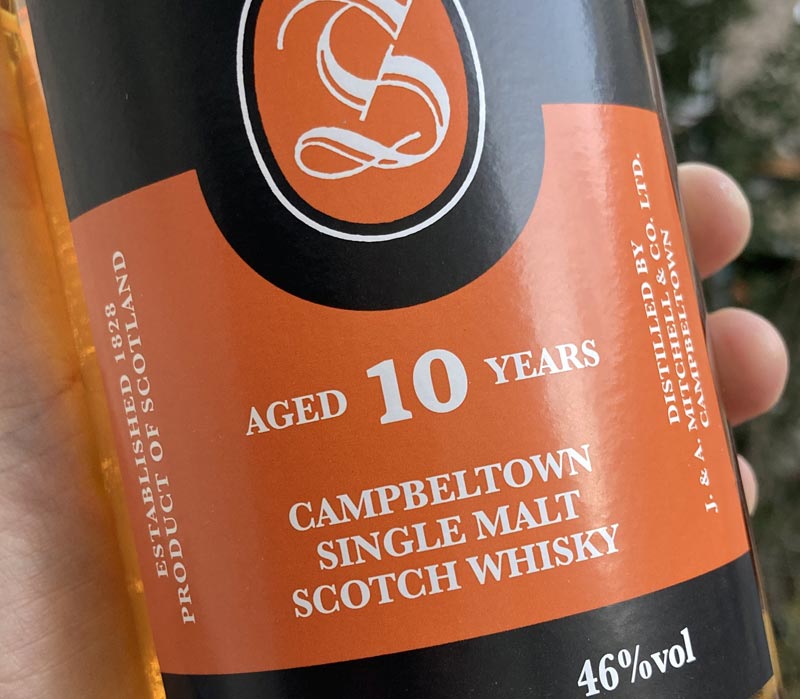 S
AGED 10 YEARS
CAMPBELTOWN
SINGLE MALT
SCOTCH WHISKY
46%vol
ESTABLISHED 1828
PRODUCT OF SCOTLAND
DISTILLED BY
J. & A. MITCHELL & CO. LTD.
CAMPBELTOWN